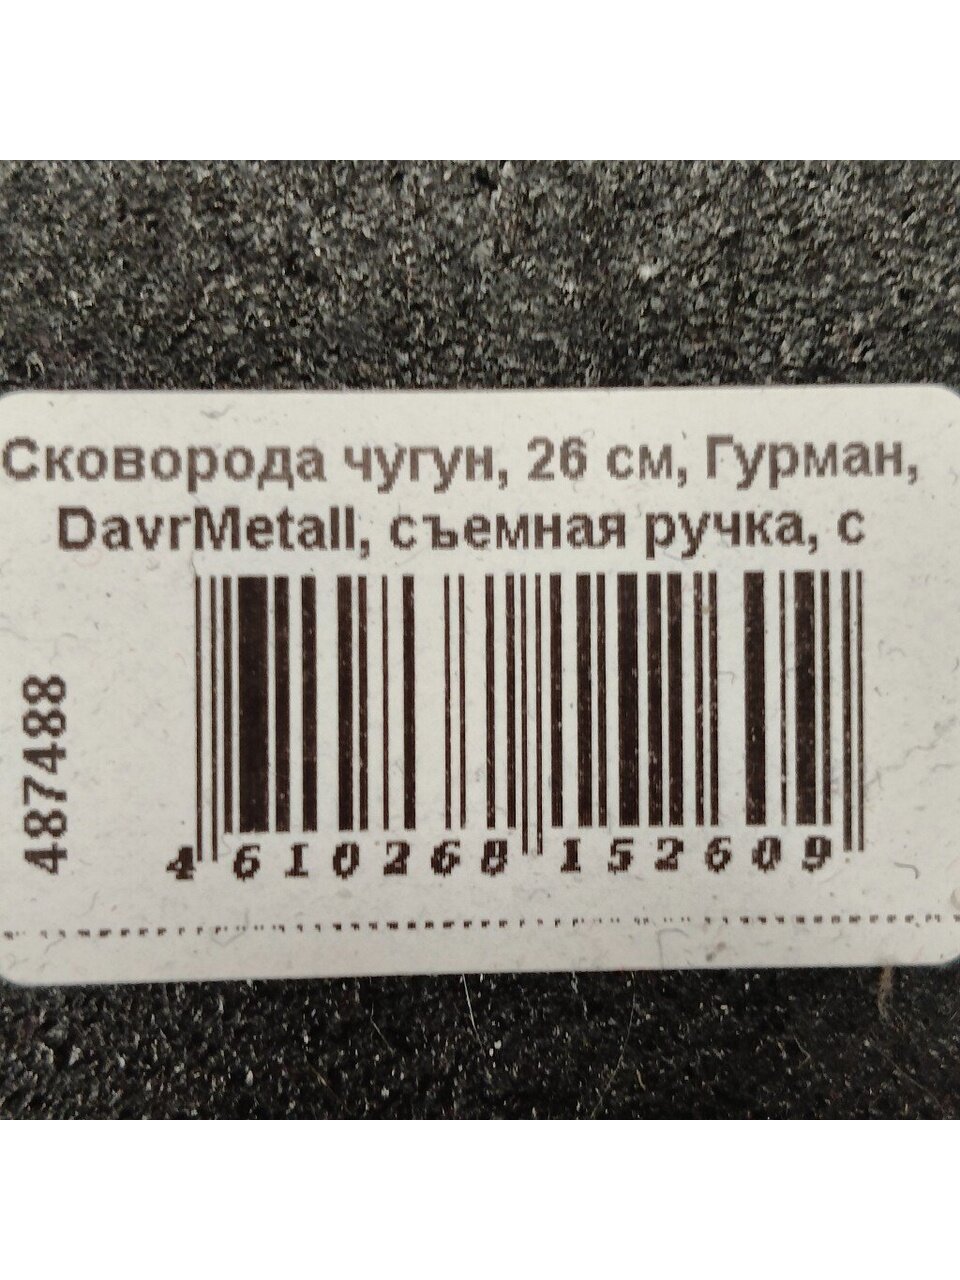 Сковорода чугун, 26 см, Гурман,
DavrMetall, съемная ручка, с
487488
4 610268 152609